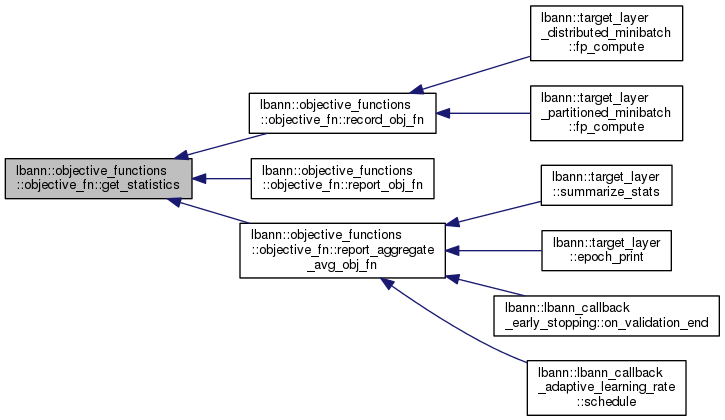 lbann::objective_functions
::objective_fn::get_statistics
lbann::objective_functions
::objective_fn::record_obj_fn
lbann::target_layer
_distributed_minibatch
::fp_compute
lbann::target_layer
_partitioned_minibatch
::fp_compute
lbann::objective_functions
::objective_fn::report_obj_fn
lbann::objective_functions
::objective_fn::report_aggregate
_avg_obj_fn
lbann::target_layer
::summarize_stats
lbann::target_layer
::epoch_print
lbann::lbann_callback
_early_stopping::on_validation_end
lbann::lbann_callback
_adaptive_learning_rate
::schedule